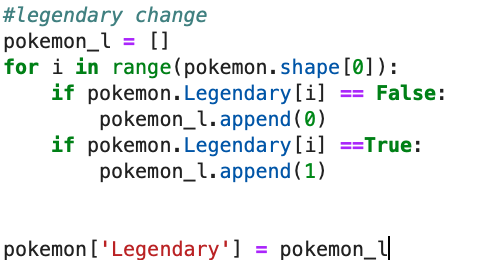 #legendary change
pokemon_l = []
for i in range(pokemon.shape[0]):
    if pokemon.Legendary[i] == False:
        pokemon_l.append(0)
    if pokemon.Legendary[i] ==True:
        pokemon_l.append(1)
pokemon['Legendary'] = pokemon_l